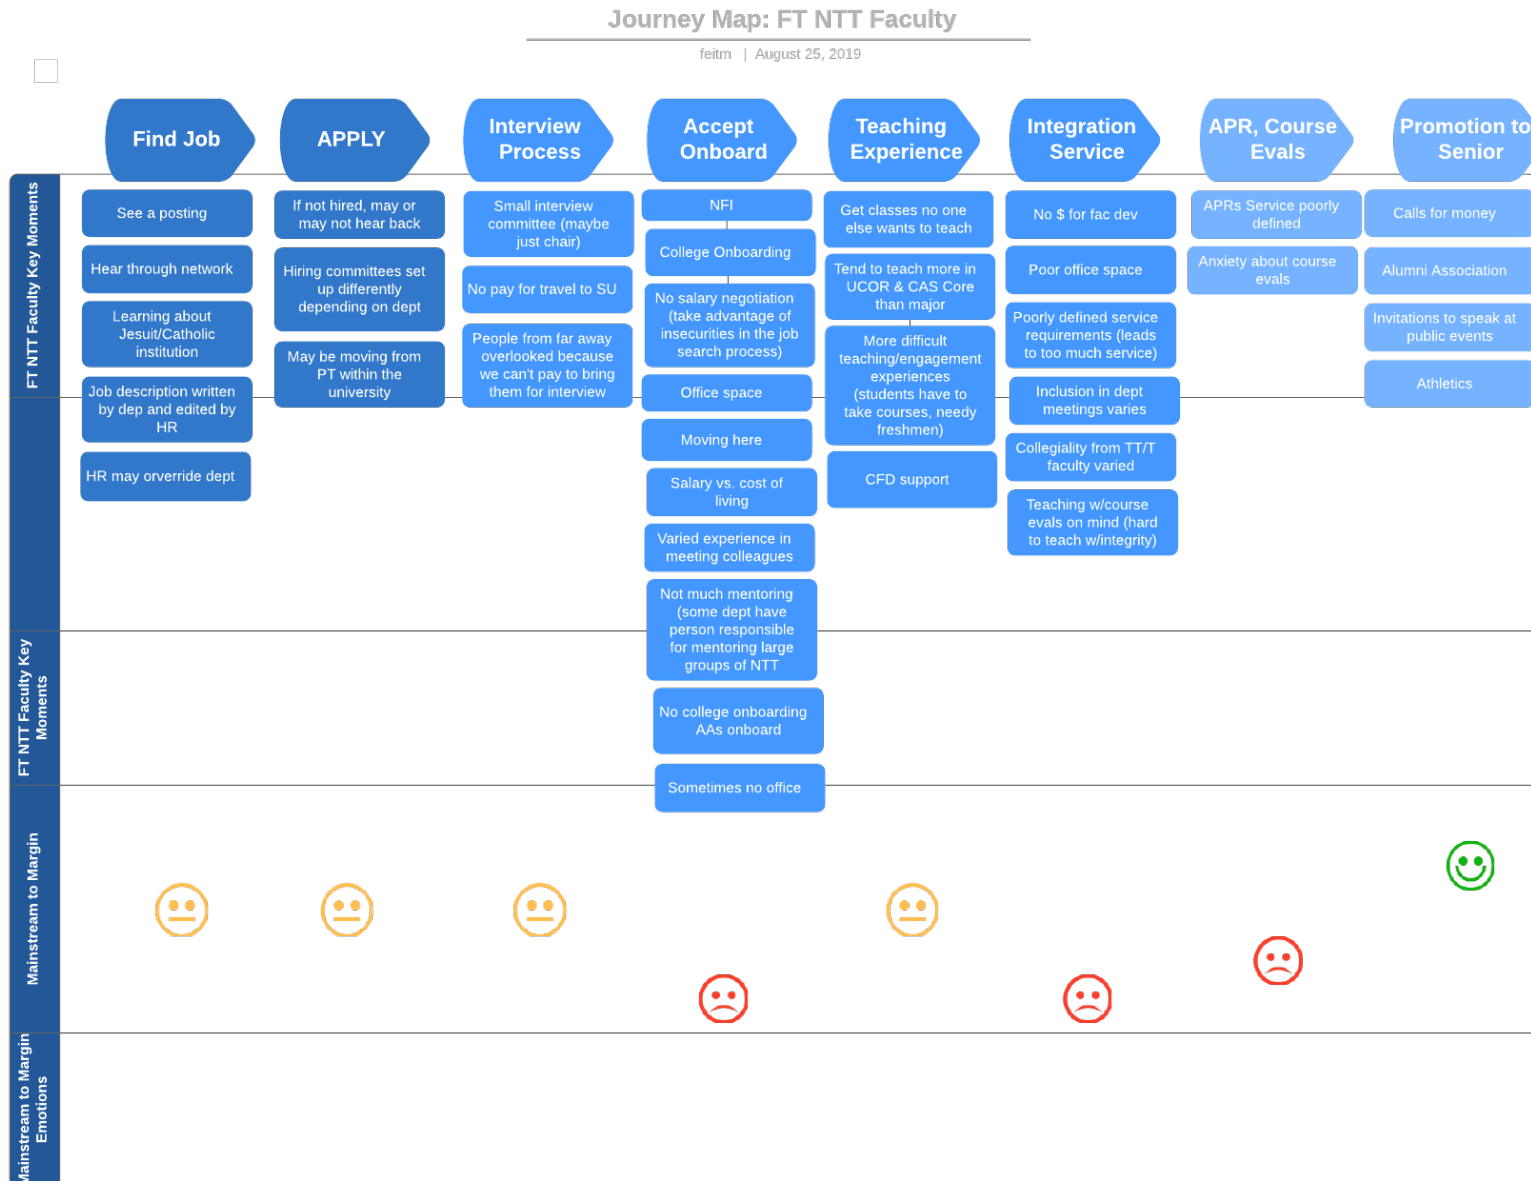 Journey Map: FT NTT Faculty
feitm | August 25, 2019
Find Job
APPLY
Interview
Process
Accept
Onboard
Teaching
Experience
Integration
Service
APR, Course
Evals
Promotion to
Senior
FT NTT Faculty Key Moments
See a posting
Hear through network
Learning about
Jesuit/Catholic
institution
Job description written
by dep and edited by
HR
HR may orverride dept
If not hired, may or
may not hear back
Hiring committees set
up differently
depending on dept
May be moving from
PT within the
university
Small interview
committee (maybe
just chair)
No pay for travel to SU
People from far away
overlooked because
we can't pay to bring
them for interview
NFI
College Onboarding
No salary negotiation
(take advantage of
insecurities in the job
search process)
Office space
Moving here
Salary vs. cost of
living
Varied experience in
meeting colleagues
Not much mentoring
(some dept have
person responsible
for mentoring large
groups of NTT
No college onboarding
AAs onboard
Sometimes no office
Get classes no one
else wants to teach
Tend to teach more in
UCOR & CAS Core
than major
More difficult
teaching/engagement
experiences
(students have to
take courses, needy
freshmen)
CFD support
No $ for fac dev
Poor office space
Poorly defined service
requirements (leads
to too much service)
Inclusion in dept
meetings varies
Collegiality from TT/T
faculty varied
Teaching w/course
evals on mind (hard
to teach w/integrity)
APRs Service poorly
defined
Anxiety about course
evals
Calls for money
Alumni Association
Invitations to speak at
public events
Athletics
FT NTT Faculty Key
Moments
Mainstream to Margin
Mainstream to Margin
Emotions